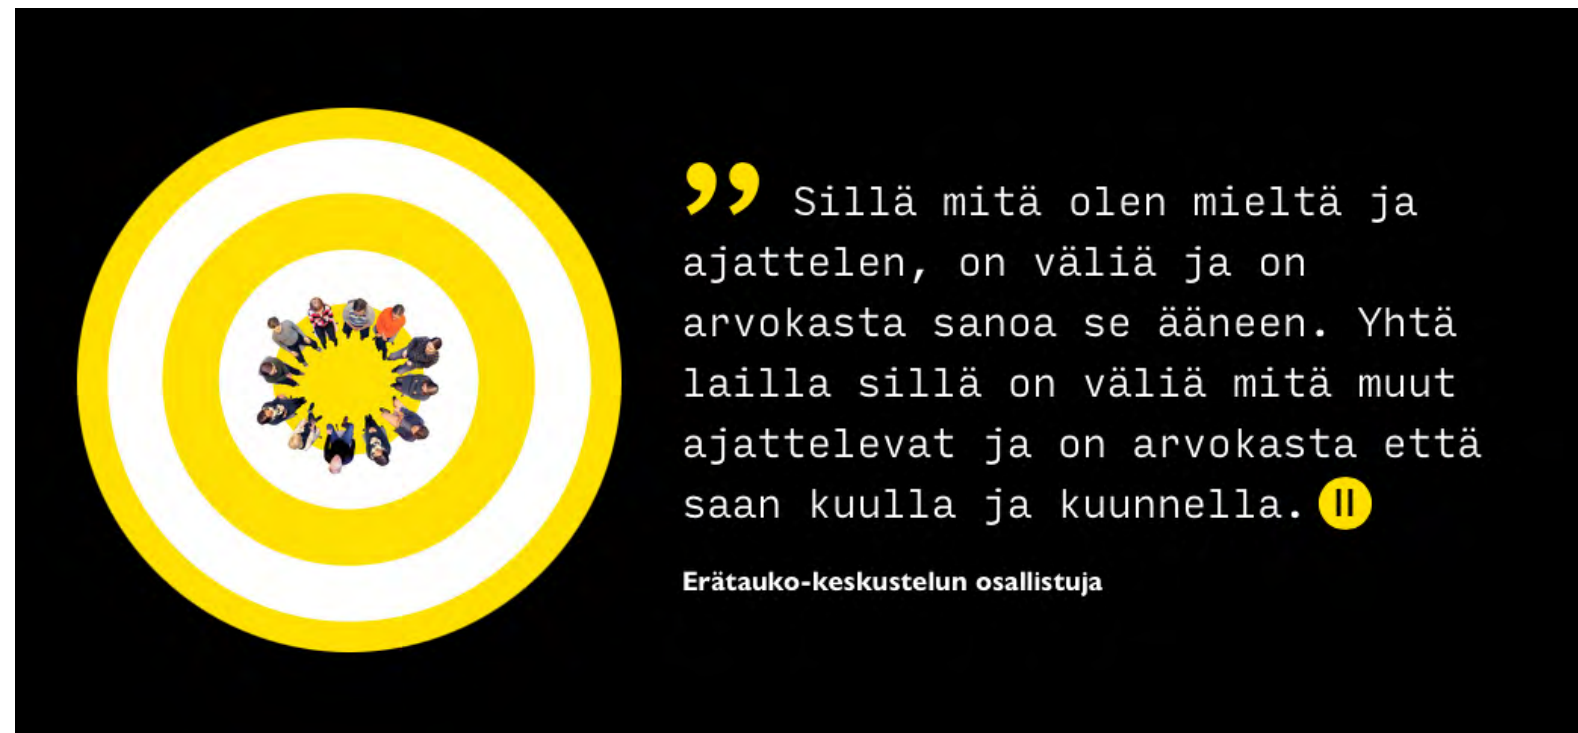 ” Sillä mitä olen mieltä ja
ajattelen, on väliä ja on
arvokasta sanoa se ääneen. Yhtä
lailla sillä on väliä mitä muut
ajattelevat ja on arvokasta että
saan kuulla ja kuunnella.
Erätauko-keskustelun osallistuja